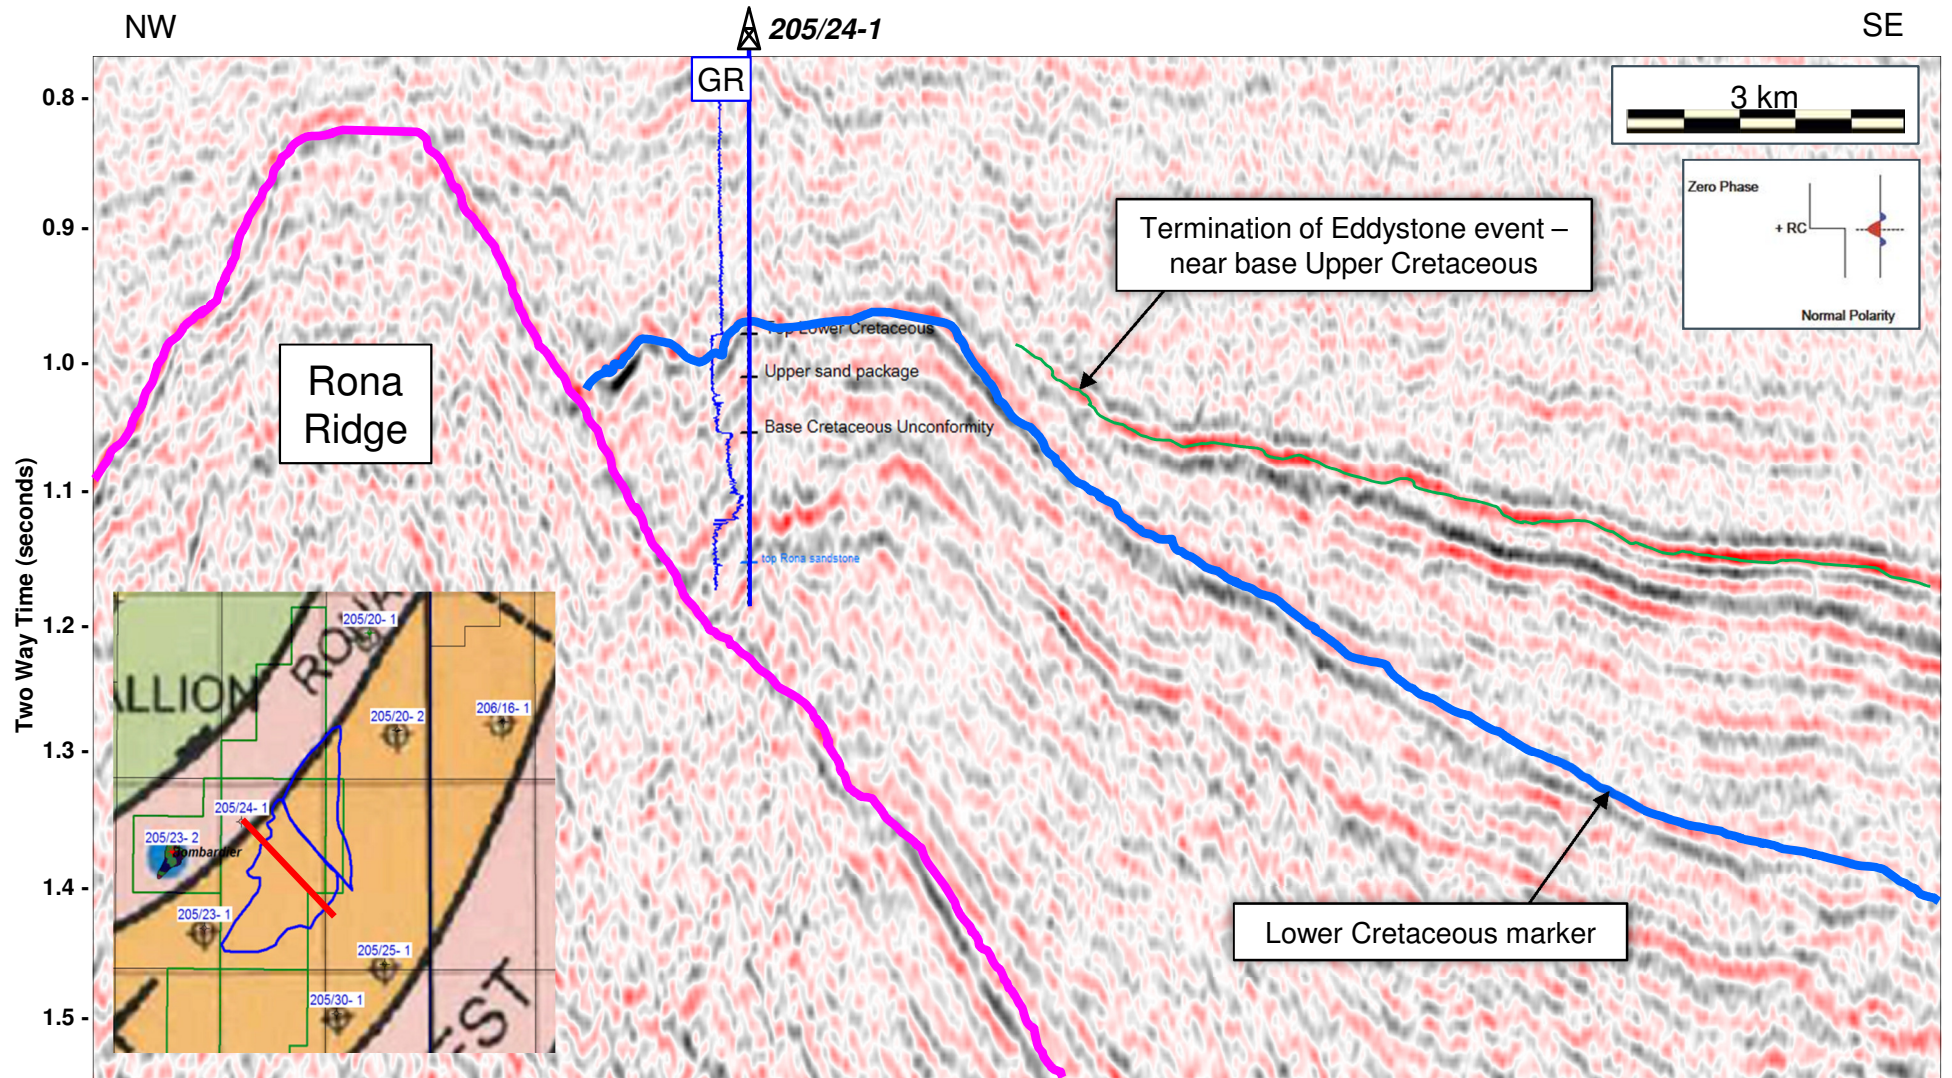 NW
205/24-1
SE
GR
0.8 -
0.9 -
1.0 -
1.1 -
1.2 -
1.3 -
1.4 -
1.5 -
Two Way Time (seconds)
3 km
Zero Phase
+ RC
Normal Polarity
Termination of Eddystone event –
near base Upper Cretaceous
Top Lower Cretaceous
Upper sand package
Base Cretaceous Unconformity
top Rona sandstone
Rona
Ridge
Lower Cretaceous marker
205/20- 1
ALLION
205/20- 2
206/16- 1
205/24- 1
205/23- 2
Bombardier
205/23- 1
205/25- 1
205/30- 1
EST